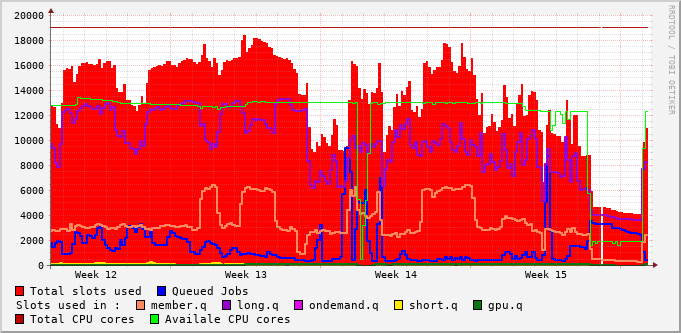 20000
18000
16000
14000
12000
10000
8000
6000
4000
2000
0
RRDTOOL / TOBI OETIKER
Week 12 Week 13 Week 14 Week 15
Total slots used Queued Jobs
Slots used in : member.q long.q ondemand.q short.q gpu.q
Total CPU cores Availale CPU cores